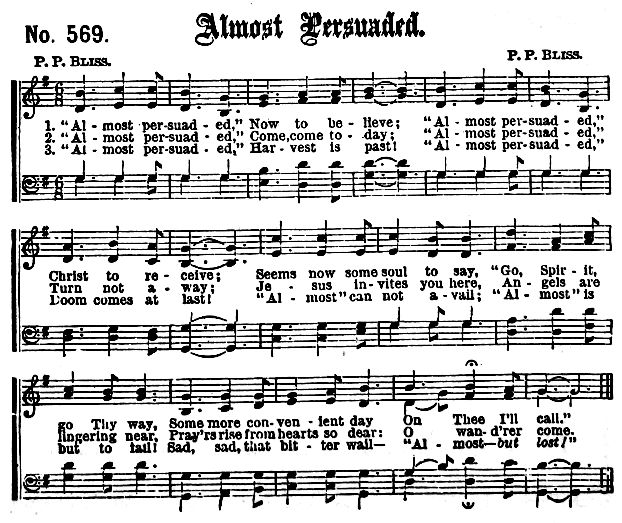 No. 569.
Almost Persuaded.
P. P. BLISS. P. P. BLISS.
1. “Al - most per-suad - ed,” Now to be - lieve; “Al - most per-suad - ed,
2. “Al - most per-suad - ed,” Come,come to - day; “Al - most per-suad - ed,
3. “Al - most per-suad - ed,” Har - vest is past! “Al - most per-suad - ed,
Christ to re - ceive; Seems now some soul to say, “Go, Spir - it,
Turn not a - way; Je - sus in - vites you here, An - gels are
Doom comes at last! “Al - most” can not a - vail; “Al - most” is
go Thy way, Some more con-ven - ient day On Thee I'll call.”
lingering near, Pray'rs rise from hearts so dear: O wand'rer come.
but to fail! Sad, sad, that bit - ter wail— “Al - most—but lost!”